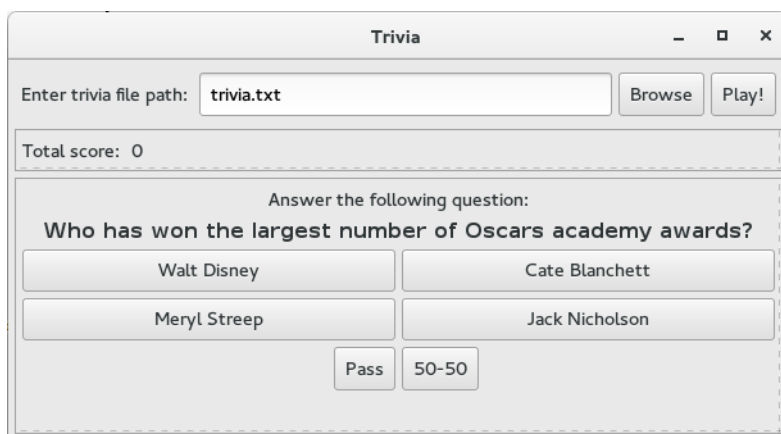 Trivia
Enter trivia file path: trivia.txt Browse Play!
Total score: 0
Answer the following question:
Who has won the largest number of Oscars academy awards?
Walt Disney Cate Blanchett
Meryl Streep Jack Nicholson
Pass 50-50